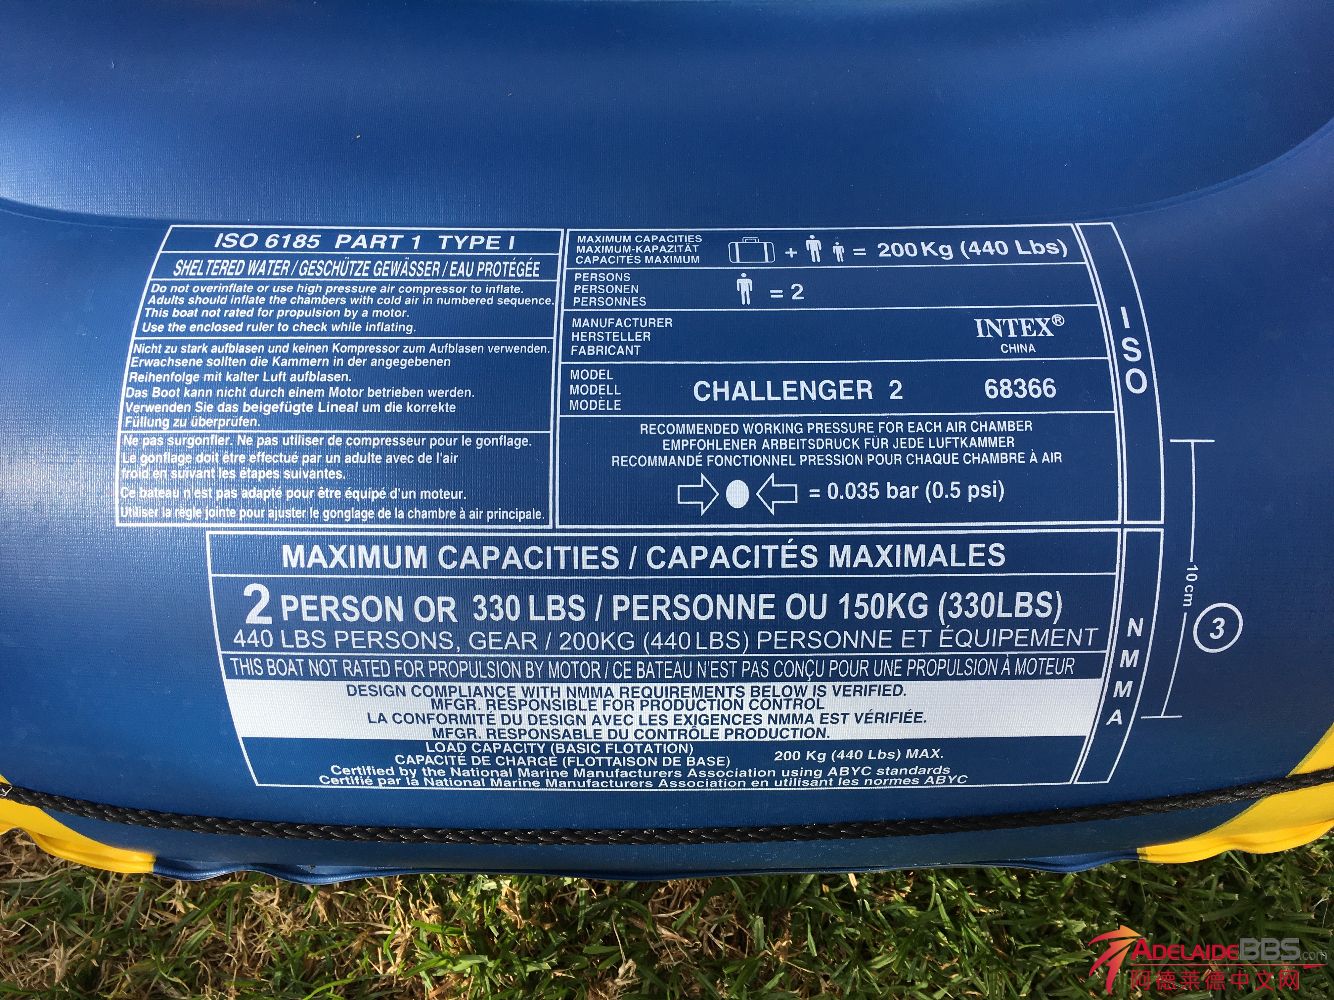 ISO 6185 PART 1 TYPE I
SHELTERED WATER / GESCHÜTZE GEWÄSSER / EAU PROTÉGÉE
Do not overinflate or use high pressure air compressor to inflate.
Adults should inflate the chambers with cold air in numbered sequence.
This boat not rated for propulsion by a motor.
Use the enclosed ruler to check while inflating.
Nicht zu stark aufblasen und keinen Kompressor zum Aufblasen verwenden.
Erwachsene sollten die Kammern in der angegebenen
Reihenfolge mit kalter Luft aufblasen.
Das Boot kann nicht durch einem Motor betrieben werden.
Verwenden Sie das beigefügte Lineal um die korrekte
Füllung zu überprüfen.
Ne pas surgonfler. Ne pas utiliser de compresseur pour le gonflage.
Le gonflage doit être effectué par un adulte avec de l'air
froid en suivant les étapes suivantes.
Ce bateau n'est pas adapté pour être équipé d'un moteur.
Utiliser la règle jointe pour ajuster le gonglage de la chambre à air principale.
MAXIMUM CAPACITIES
MAXIMUM-KAPAZITÄT
CAPACITÉS MAXIMUM
+ = 200Kg (440 Lbs)
PERSONS
PERSONEN
PERSONNES
= 2
MANUFACTURER
HERSTELLER
FABRICANT
INTEX®
CHINA
MODEL
MODELL
MODÈLE
CHALLENGER 2 68366
RECOMMENDED WORKING PRESSURE FOR EACH AIR CHAMBER
EMPFOHLENER ARBEITSDRUCK FÜR JEDE LUFTKAMMER
RECOMMANDÉ FONCTIONNEL PRESSION POUR CHAQUE CHAMBRE À AIR
= 0.035 bar (0.5 psi)
ISO
MAXIMUM CAPACITIES / CAPACITÉS MAXIMALES
2 PERSON OR 330 LBS / PERSONNE OU 150KG (330LBS)
440 LBS PERSONS, GEAR / 200KG (440LBS) PERSONNE ET ÉQUIPEMENT
THIS BOAT NOT RATED FOR PROPULSION BY MOTOR / CE BATEAU N'EST PAS CONÇU POUR UNE PROPULSION À MOTEUR
DESIGN COMPLIANCE WITH NMMA REQUIREMENTS BELOW IS VERIFIED.
MFGR. RESPONSIBLE FOR PRODUCTION CONTROL
LA CONFORMITÉ DU DESIGN AVEC LES EXIGENCES NMMA EST VÉRIFIÉE.
MFGR. RESPONSABLE DU CONTRÔLE PRODUCTION.
LOAD CAPACITY (BASIC FLOTATION)
CAPACITÉ DE CHARGE (FLOTTAISON DE BASE)
200 Kg (440 Lbs) MAX.
Certified by the National Marine Manufacturers Association using ABYC standards
Certifié par la National Marine Manufacturers Association en utilisant les normes ABYC
NMMA
10cm
3
ADELAIDEBBS.com
阿德莱德中文网